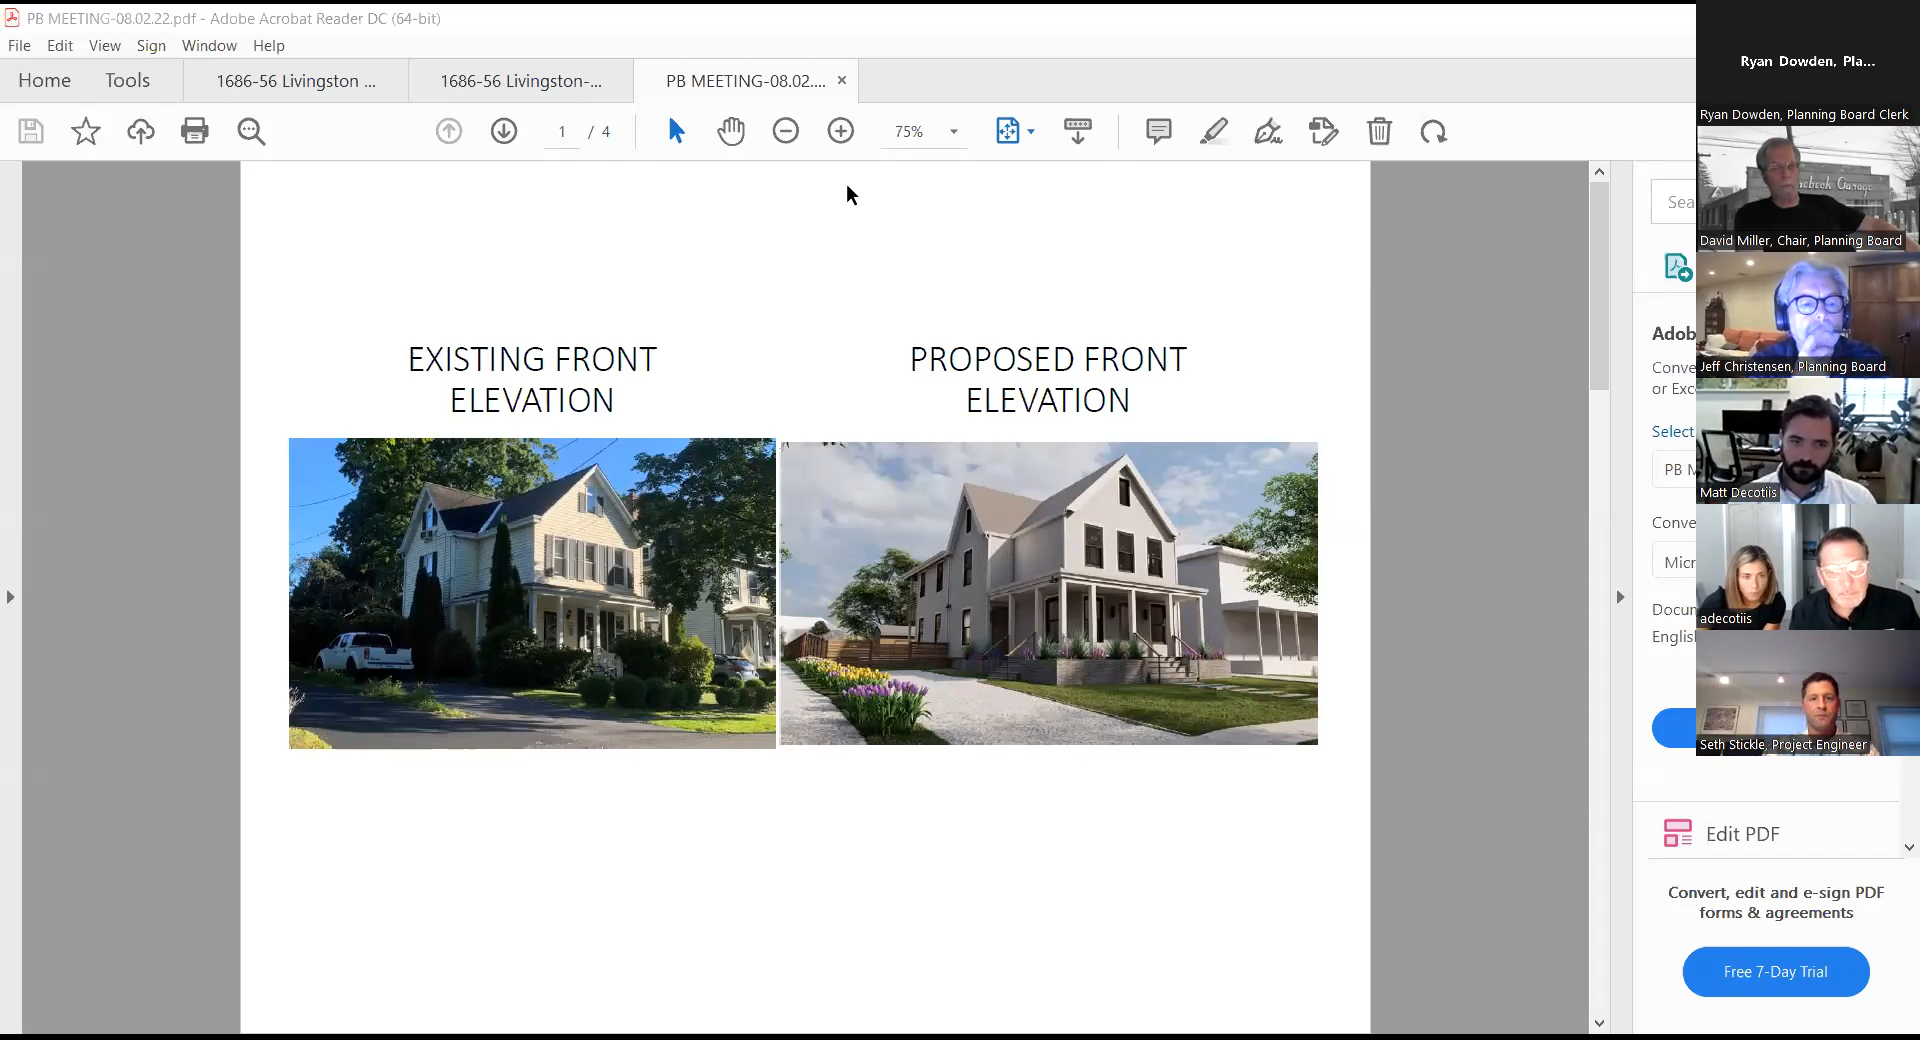 PB MEETING-08.02.22.pdf - Adobe Acrobat Reader DC (64-bit)
File Edit View Sign Window Help
Home Tools 1686-56 Livingston ... 1686-56 Livingston-... PB MEETING-08.02....
1 / 4 75%
EXISTING FRONT
ELEVATION
PROPOSED FRONT
ELEVATION
Sea
Adob
Conve
or Exc
Select
PB M
Conve
Micr
Docun
Englis
Edit PDF
Convert, edit and e-sign PDF
forms & agreements
Free 7-Day Trial
Ryan Dowden, Pla...
Ryan Dowden, Planning Board Clerk
Garage
David Miller, Chair, Planning Board
Jeff Christensen, Planning Board
Matt Decotiis
adecotiis
Seth Stickle, Project Engineer